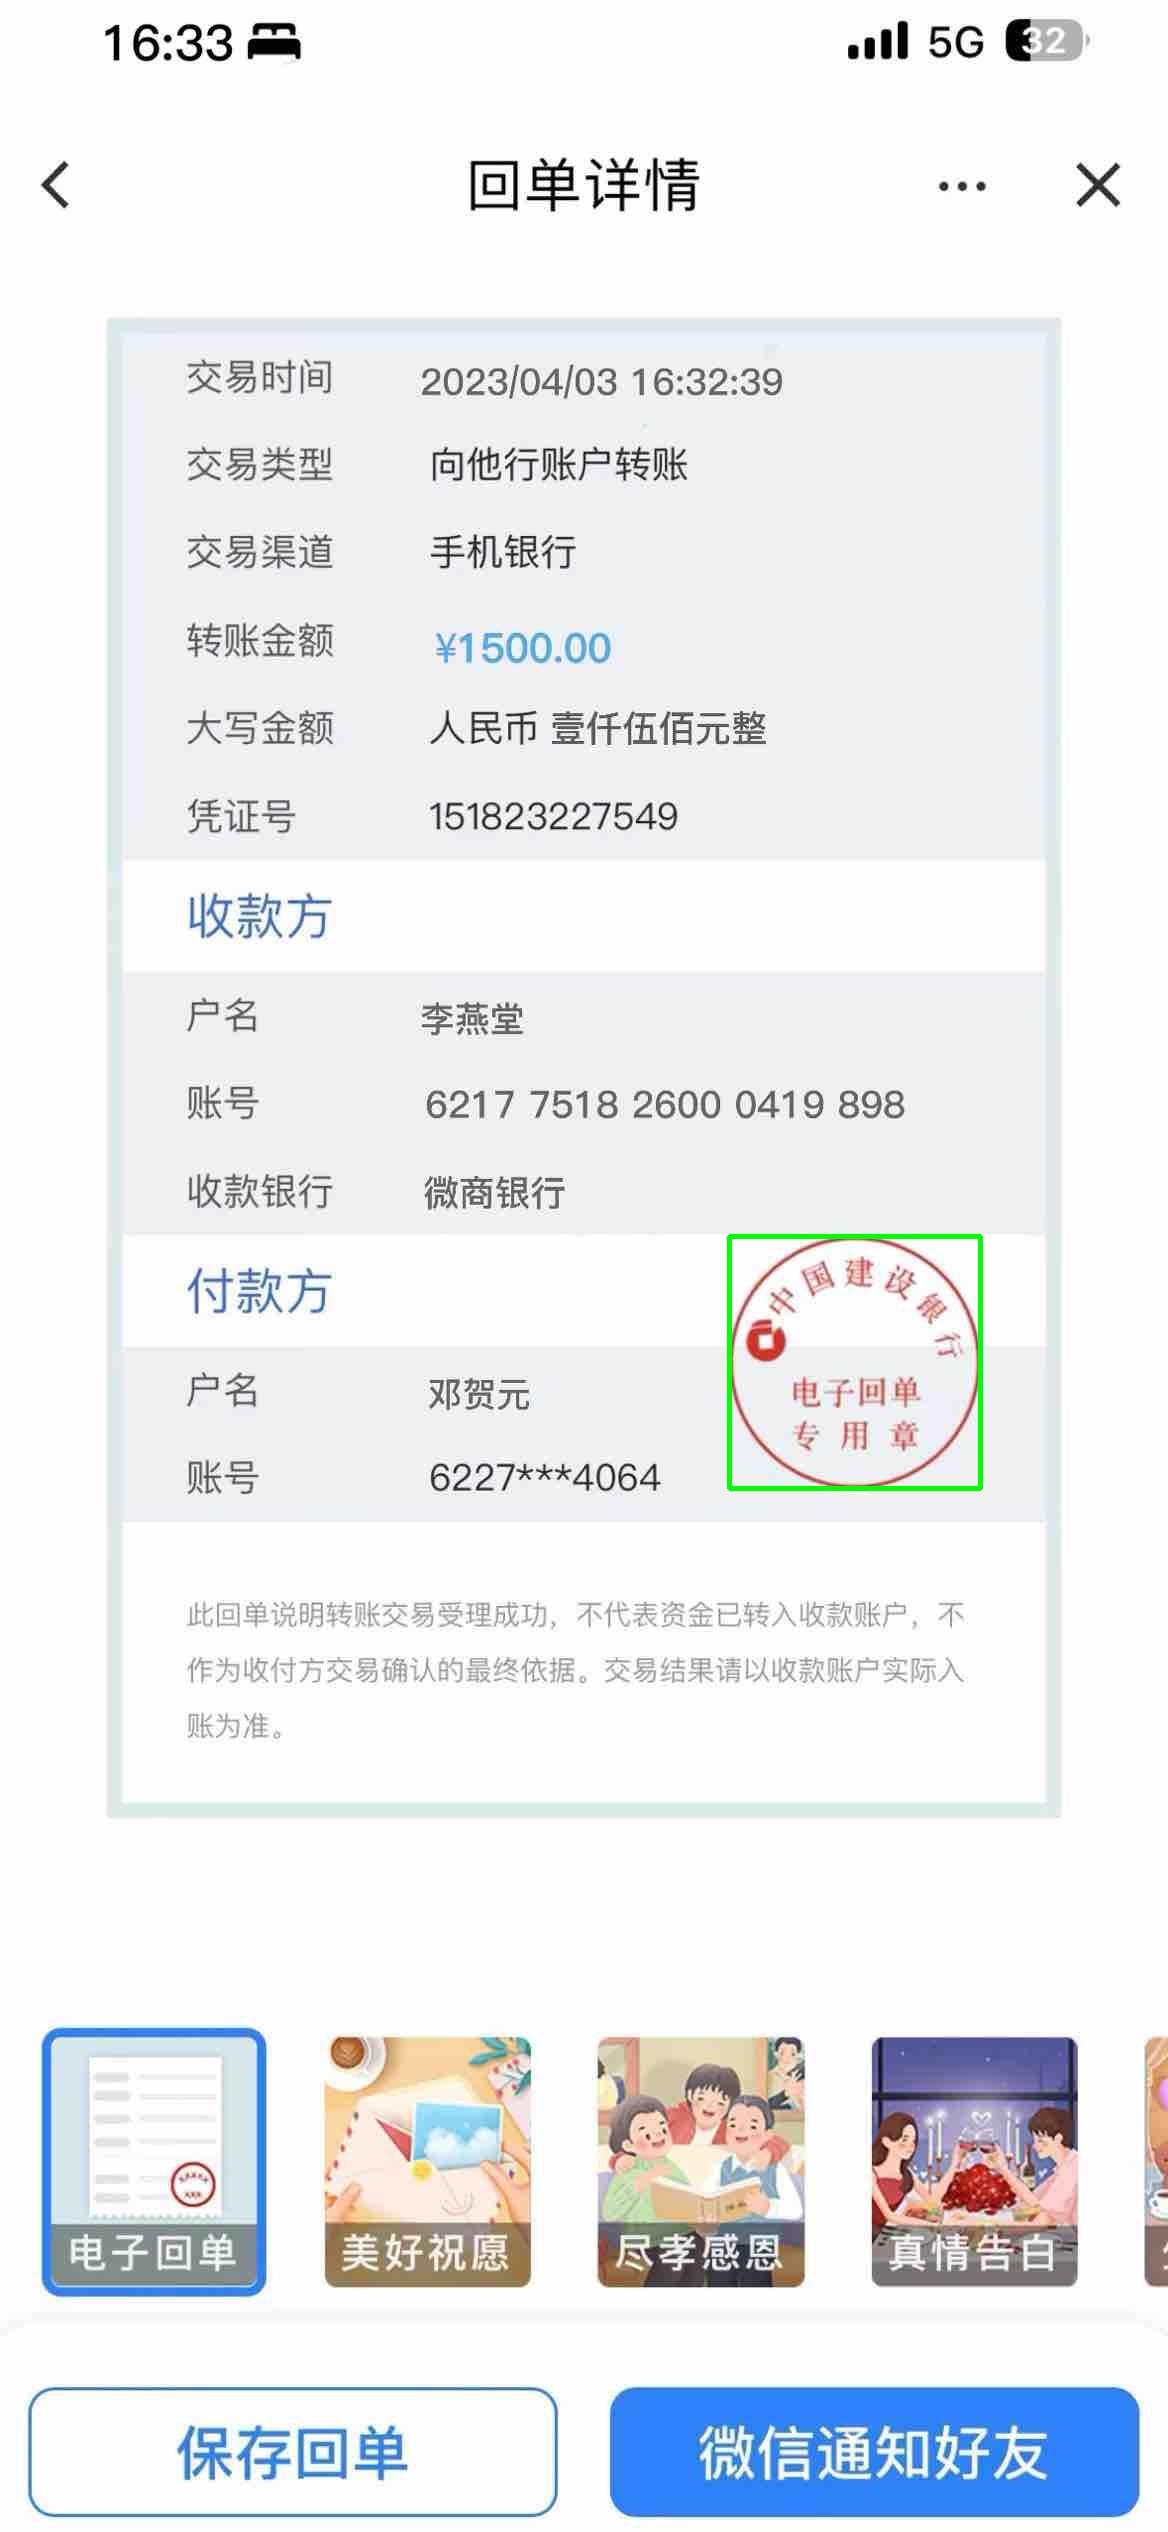 16:33 5G 32
回单详情
交易时间 2023/04/03 16:32:39
交易类型 向他行账户转账
交易渠道 手机银行
转账金额 ¥1500.00
大写金额 人民币 壹仟伍佰元整
凭证号 151823227549
收款方
户名 李燕堂
账号 6217 7518 2600 0419 898
收款银行 微商银行
付款方
中国建设银行
电子回单
专用章
户名 邓贺元
账号 6227***4064
此回单说明转账交易受理成功，不代表资金已转入收款账户，不
作为收付方交易确认的最终依据。交易结果请以收款账户实际入
账为准。
电子回单 美好祝愿 尽孝感恩 真情告白
保存回单 微信通知好友